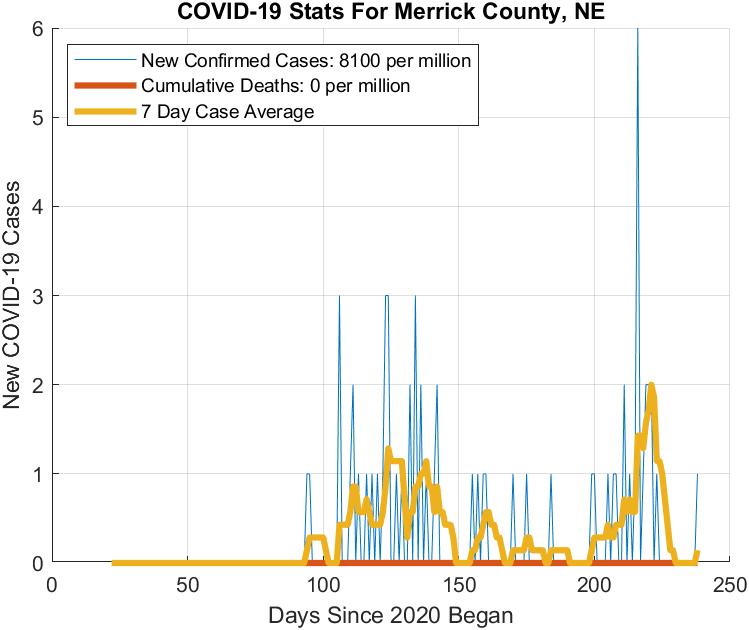 COVID-19 Stats For Merrick County, NE
New Confirmed Cases: 8100 per million
Cumulative Deaths: 0 per million
7 Day Case Average
New COVID-19 Cases
6
5
4
3
2
1
0
0 50 100 150 200 250
Days Since 2020 Began